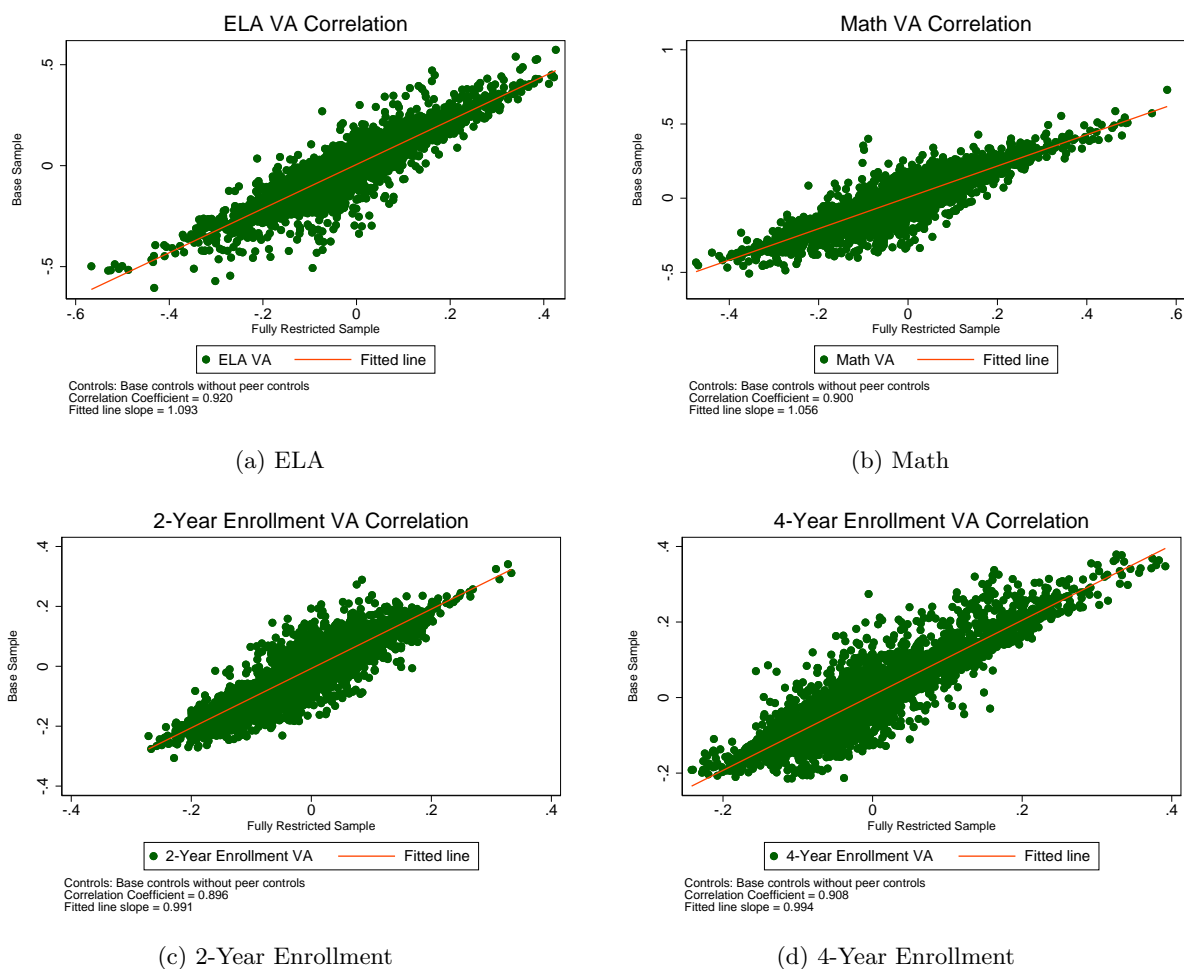 ELA VA Correlation
Base Sample
.5
0
-.5
-.6
-.4
-.2
0
.2
.4
Fully Restricted Sample
ELA VA
Fitted line
Controls: Base controls without peer controls
Correlation Coefficient = 0.920
Fitted line slope = 1.093
(a) ELA
Math VA Correlation
Base Sample
1
.5
0
-.5
-.4
-.2
0
.2
.4
.6
Fully Restricted Sample
Math VA
Fitted line
Controls: Base controls without peer controls
Correlation Coefficient = 0.900
Fitted line slope = 1.056
(b) Math
2-Year Enrollment VA Correlation
Base Sample
.4
.2
0
-.2
-.4
-.4
-.2
0
.2
.4
Fully Restricted Sample
2-Year Enrollment VA
Fitted line
Controls: Base controls without peer controls
Correlation Coefficient = 0.896
Fitted line slope = 0.991
(c) 2-Year Enrollment
4-Year Enrollment VA Correlation
Base Sample
.4
.2
0
-.2
-.2
0
.2
.4
Fully Restricted Sample
4-Year Enrollment VA
Fitted line
Controls: Base controls without peer controls
Correlation Coefficient = 0.908
Fitted line slope = 0.994
(d) 4-Year Enrollment